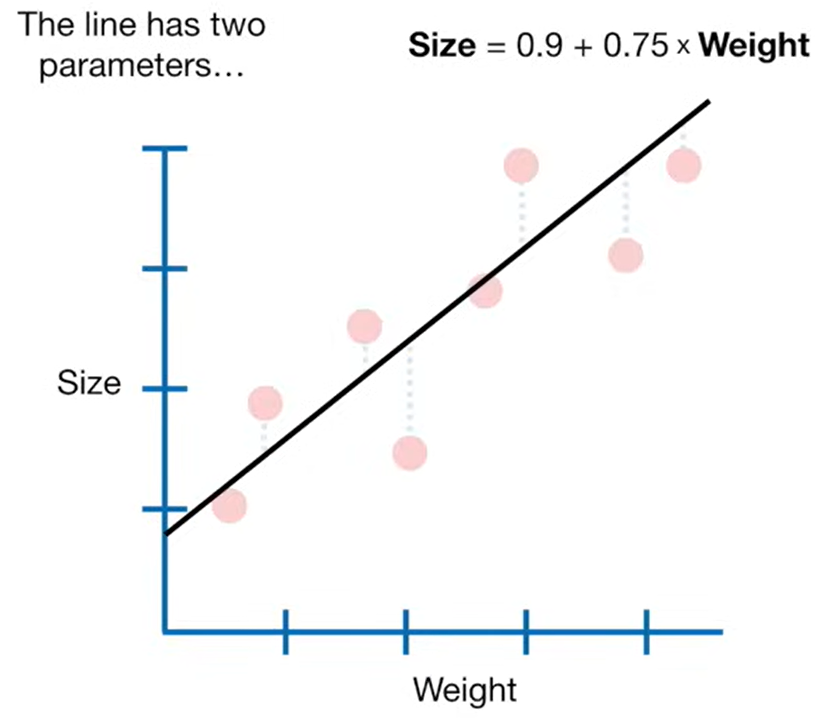 The line has two
parameters...
Size = 0.9 + 0.75 x Weight
Size
Weight